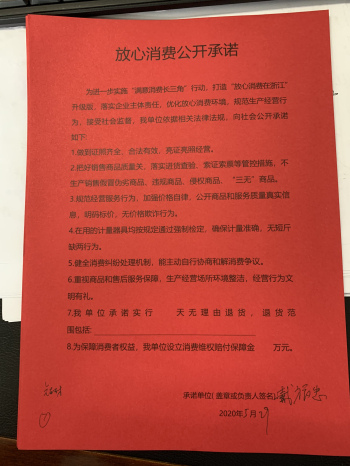 放心消费公开承诺
为进一步实施“满意消费长三角”行动，打造“放心消费在浙江”
升级版，落实企业主体责任，优化放心消费环境，规范生产经营行
为，接受社会监督，我单位依据相关法律法规，向社会公开承诺
如下：
1.做到证照齐全、合法有效，亮证亮照经营。
2.把好销售商品质量关，落实进货查验、索证索票等管控措施，不
生产销售假冒伪劣商品、违规商品、侵权商品、“三无”商品。
3.规范经营服务行为，加强价格自律，公开商品和服务质量真实信
息，明码标价，无价格欺诈行为。
4.在用的计量器具均按规定通过强制检定，确保计量准确，无短斤
缺两行为。
5.健全消费纠纷处理机制，能主动自行协商和解消费争议。
6.重视商品和售后服务保障，生产经营场所环境整洁，经营行为文
明有礼。
7.我单位承诺实行 天无理由退货，退货范
围包括:
8.为保障消费者权益，我单位设立消费维权赔付保障金 万元。
承诺单位(盖章或负责人签名)戴
2020年5月29